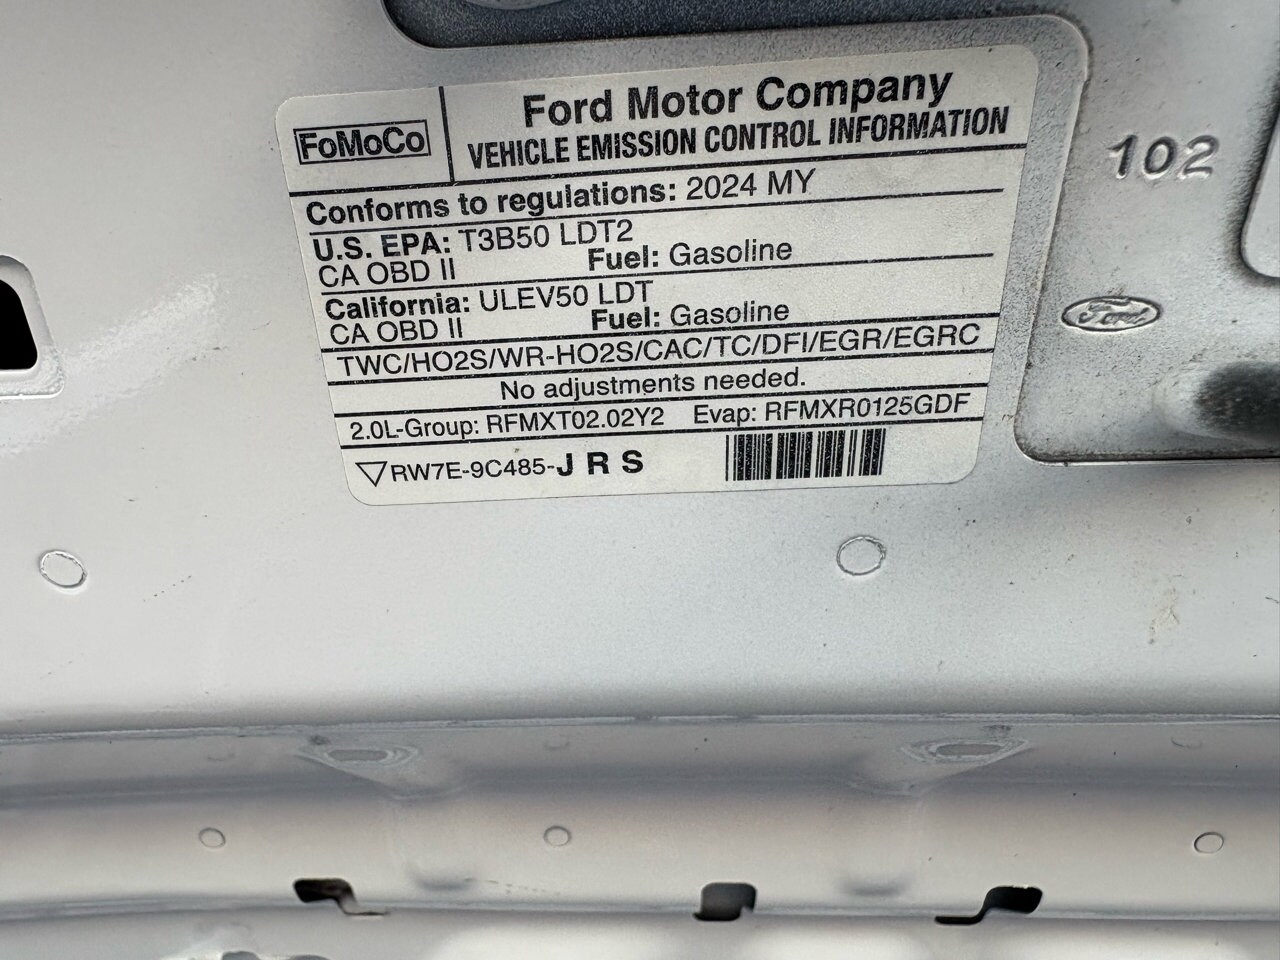 FoMoCo
Ford Motor Company
VEHICLE EMISSION CONTROL INFORMATION
Conforms to regulations: 2024 MY
U.S. EPA: T3B50 LDT2
CA OBD II Fuel: Gasoline
California: ULEV50 LDT
CA OBD II Fuel: Gasoline
TWC/HO2S/WR-HO2S/CAC/TC/DFI/EGR/EGRC
No adjustments needed.
2.0L-Group: RFMXT02.02Y2 Evap: RFMXR0125GDF
RW7E-9C485-J R S
102
Ford